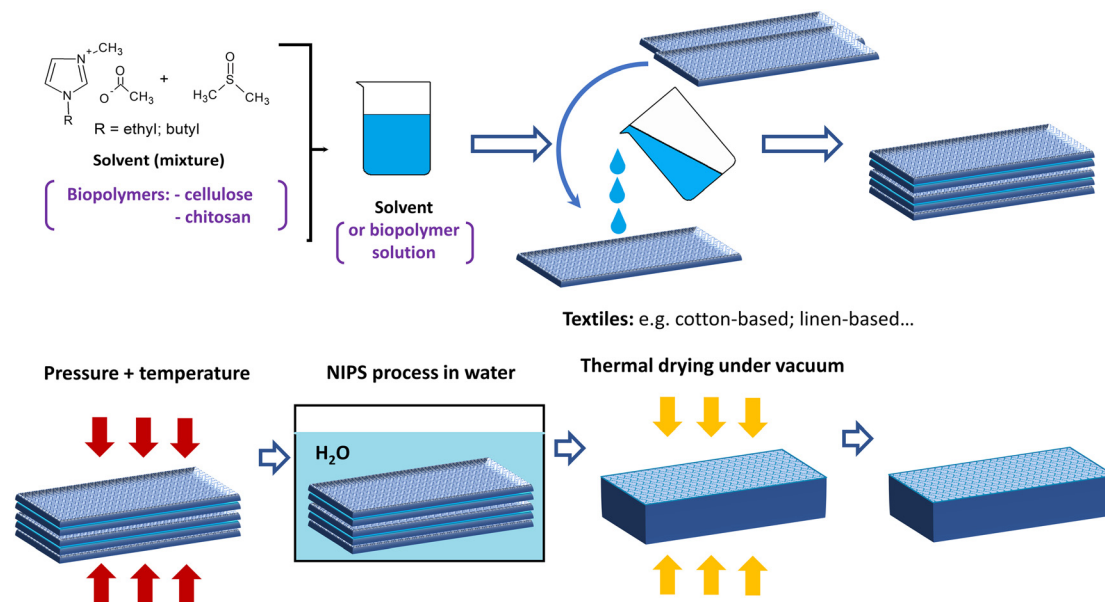 CH₃
+
N
N
R
O
O⁻
CH₃
+
O
S
H₃C
CH₃
R = ethyl; butyl
Solvent (mixture)
Biopolymers: - cellulose
- chitosan
Solvent
or biopolymer
solution
Textiles: e.g. cotton-based; linen-based…
Pressure + temperature
NIPS process in water
Thermal drying under vacuum
H₂O